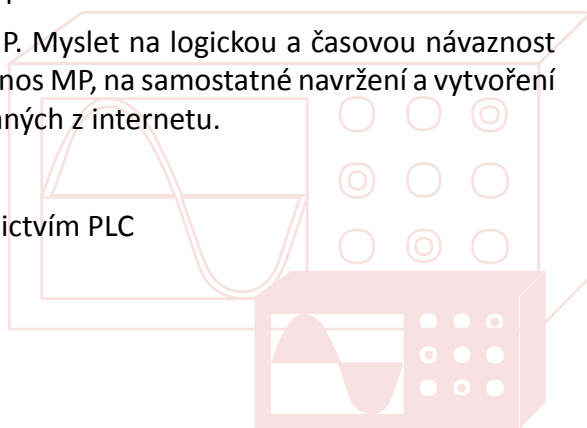 P. Myslet na logickou a časovou návaznost
nos MP, na samostatné navržení a vytvoření
ných z internetu.
ictvím PLC